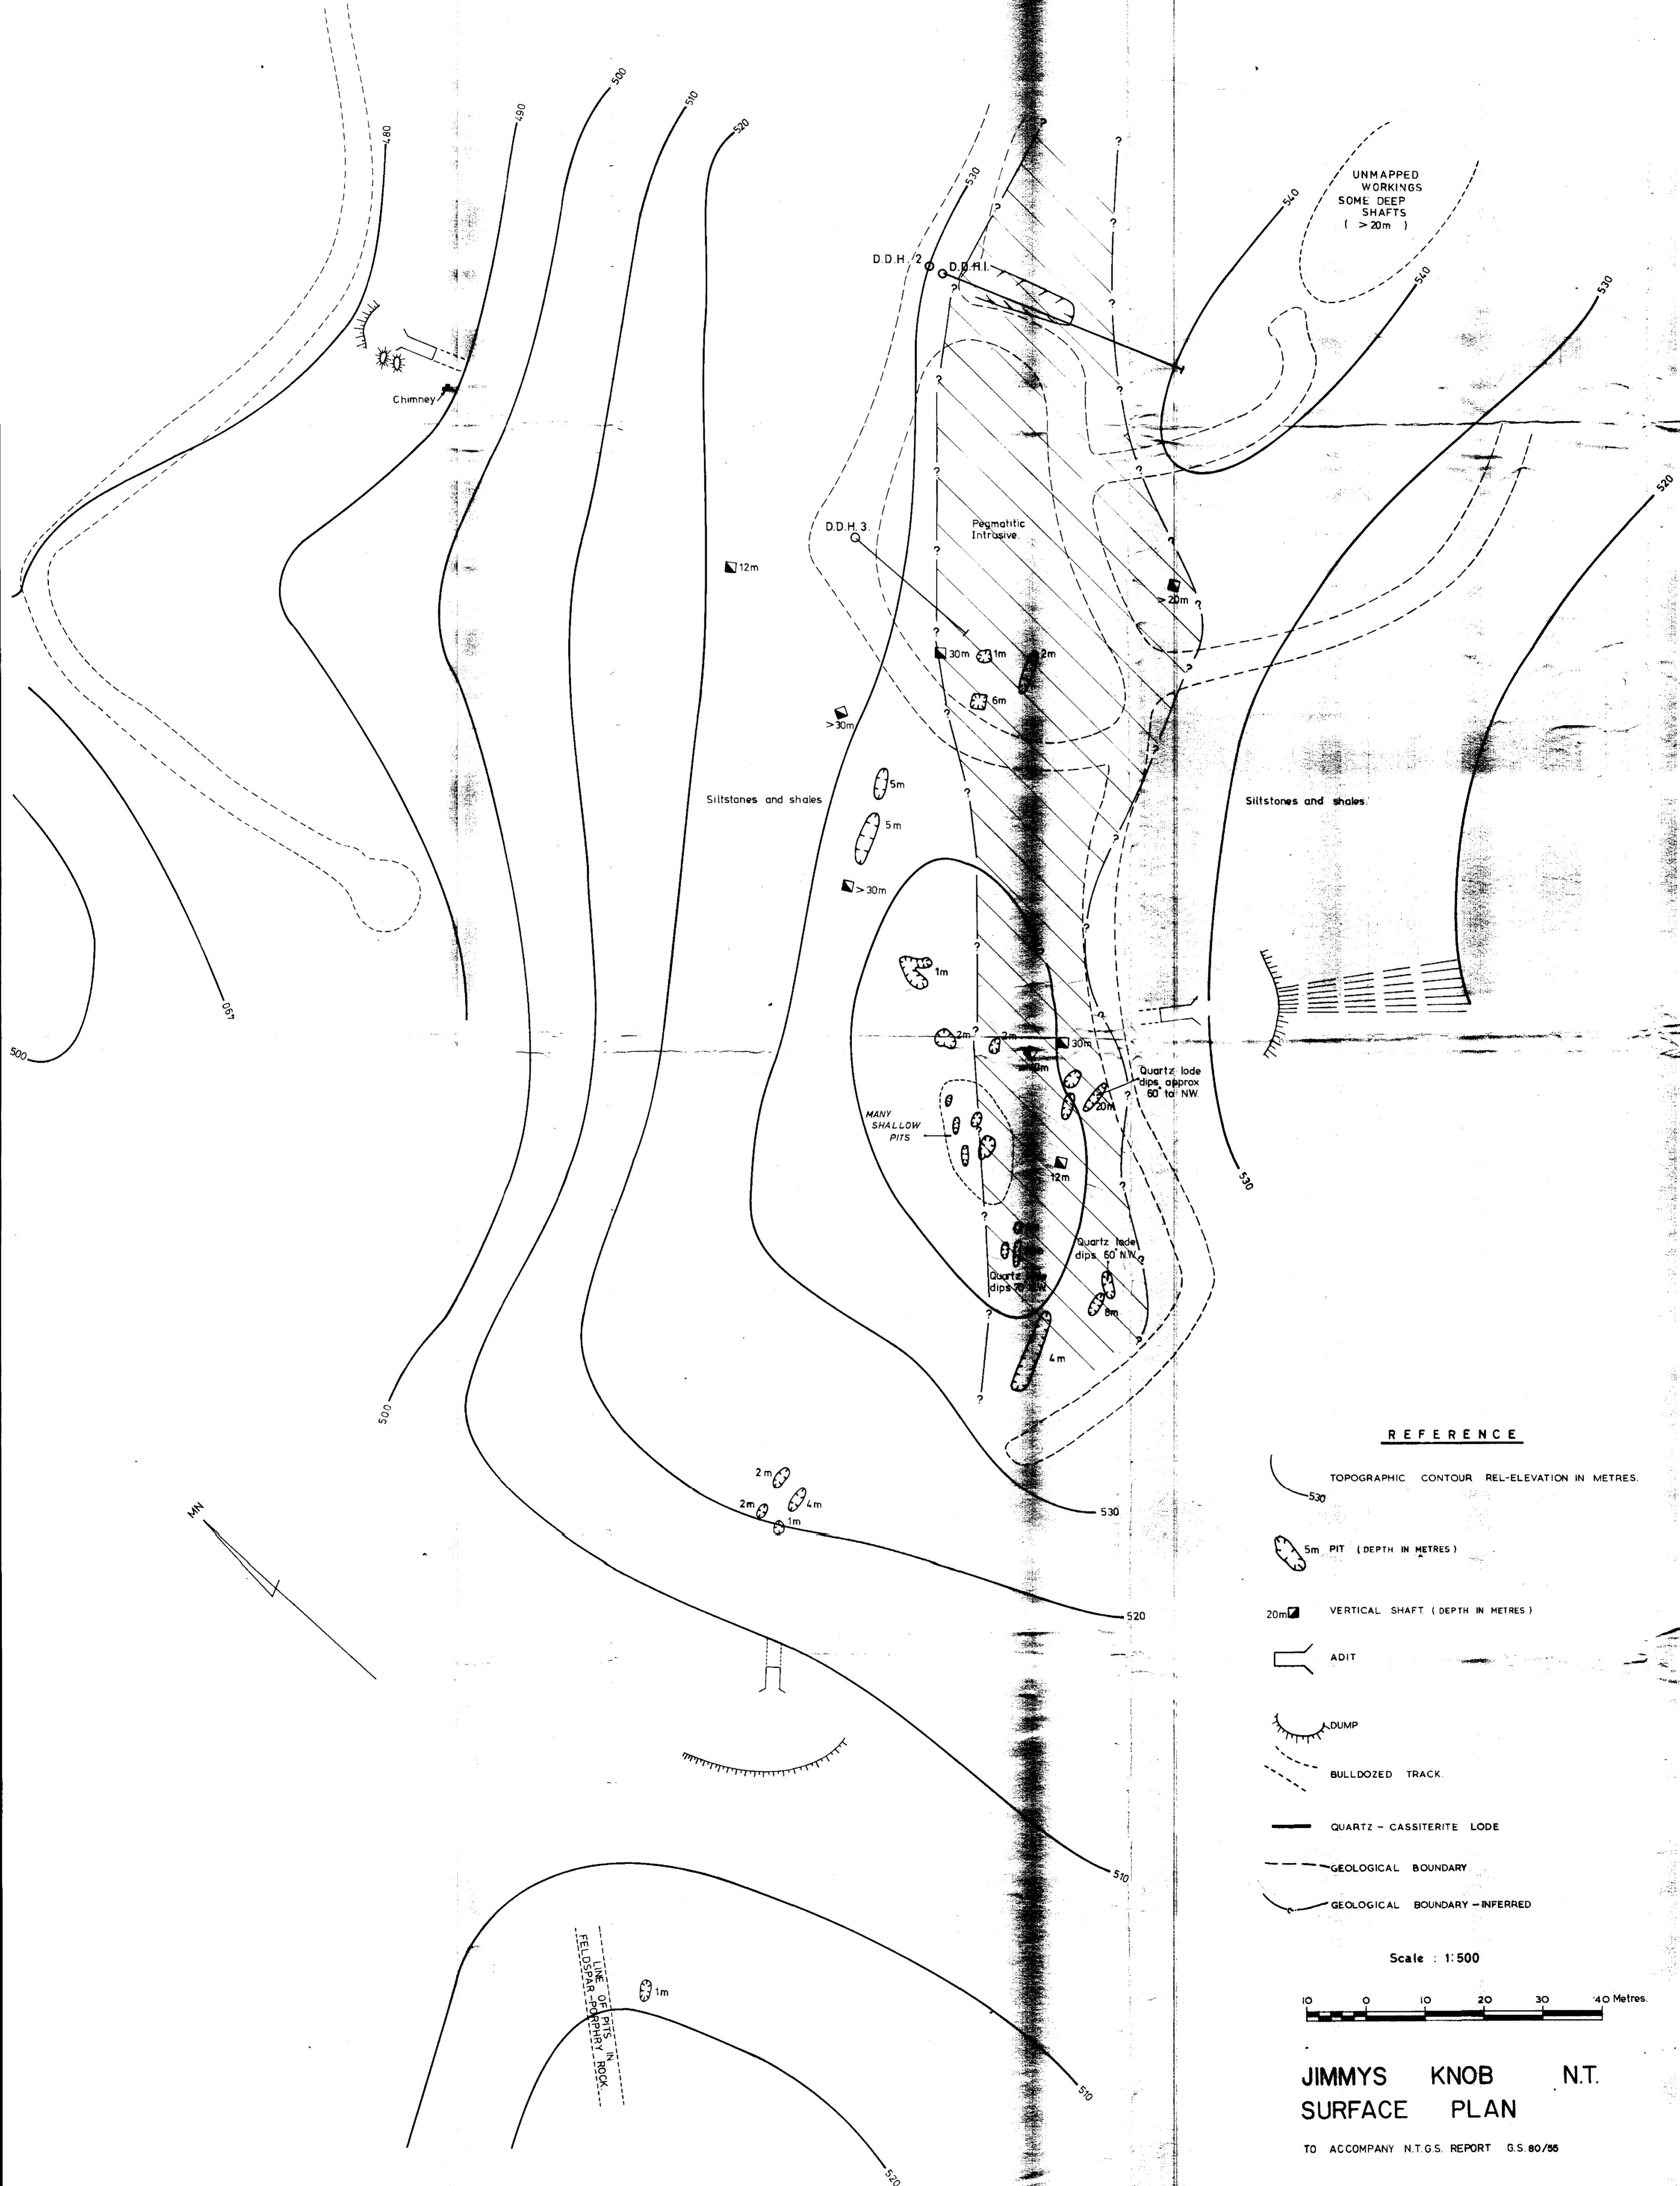 500
510
520
490
480
530
540
540
530
520
UNMAPPED
WORKINGS
SOME DEEP
SHAFTS
( >20m )
D.D.H. 2
D.D.H.1.
Chimney
D.D.H. 3.
Pegmatitic
Intrusive.
12m
>20m
30m
1m
2m
6m
>30m
5m
5m
>30m
Siltstones and shales
Siltstones and shales.
1m
2m
2m
30m
Quartz lode
dips approx
60° to NW.
20m
MANY
SHALLOW
PITS
12m
Quartz lode
dips 60° N.W.
Quartz
dips
8m
4m
490
500
530
500
MN
2m
2m
4m
1m
530
520
510
LINE OF PITS IN
FELDSPAR-PORPHRY ROCK.
1m
510
520
REFERENCE
TOPOGRAPHIC CONTOUR REL-ELEVATION IN METRES.
530
5m PIT ( DEPTH IN METRES )
20m VERTICAL SHAFT ( DEPTH IN METRES )
ADIT
DUMP
BULLDOZED TRACK.
QUARTZ - CASSITERITE LODE
GEOLOGICAL BOUNDARY
GEOLOGICAL BOUNDARY - INFERRED
Scale : 1:500
10 0 10 20 30 40 Metres.
JIMMYS KNOB N.T.
SURFACE PLAN
TO ACCOMPANY N.T.G.S. REPORT G.S. 80/55